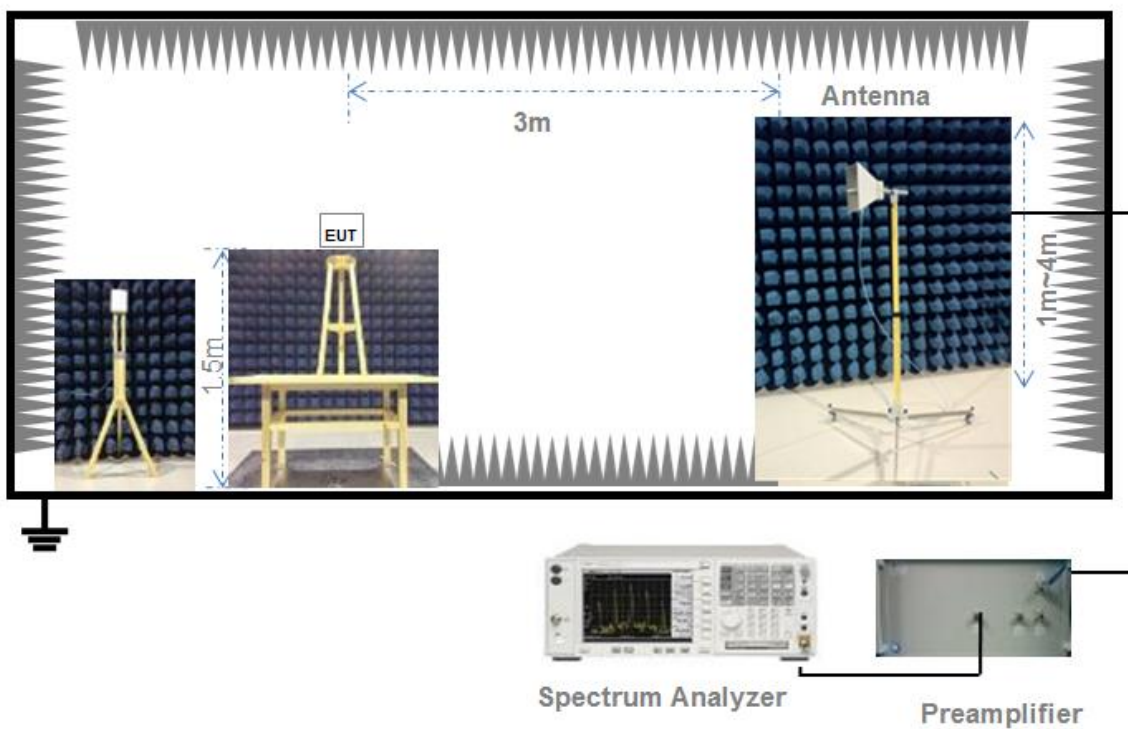 Antenna
3m
EUT
1.5m
1m~4m
Spectrum Analyzer
Preamplifier